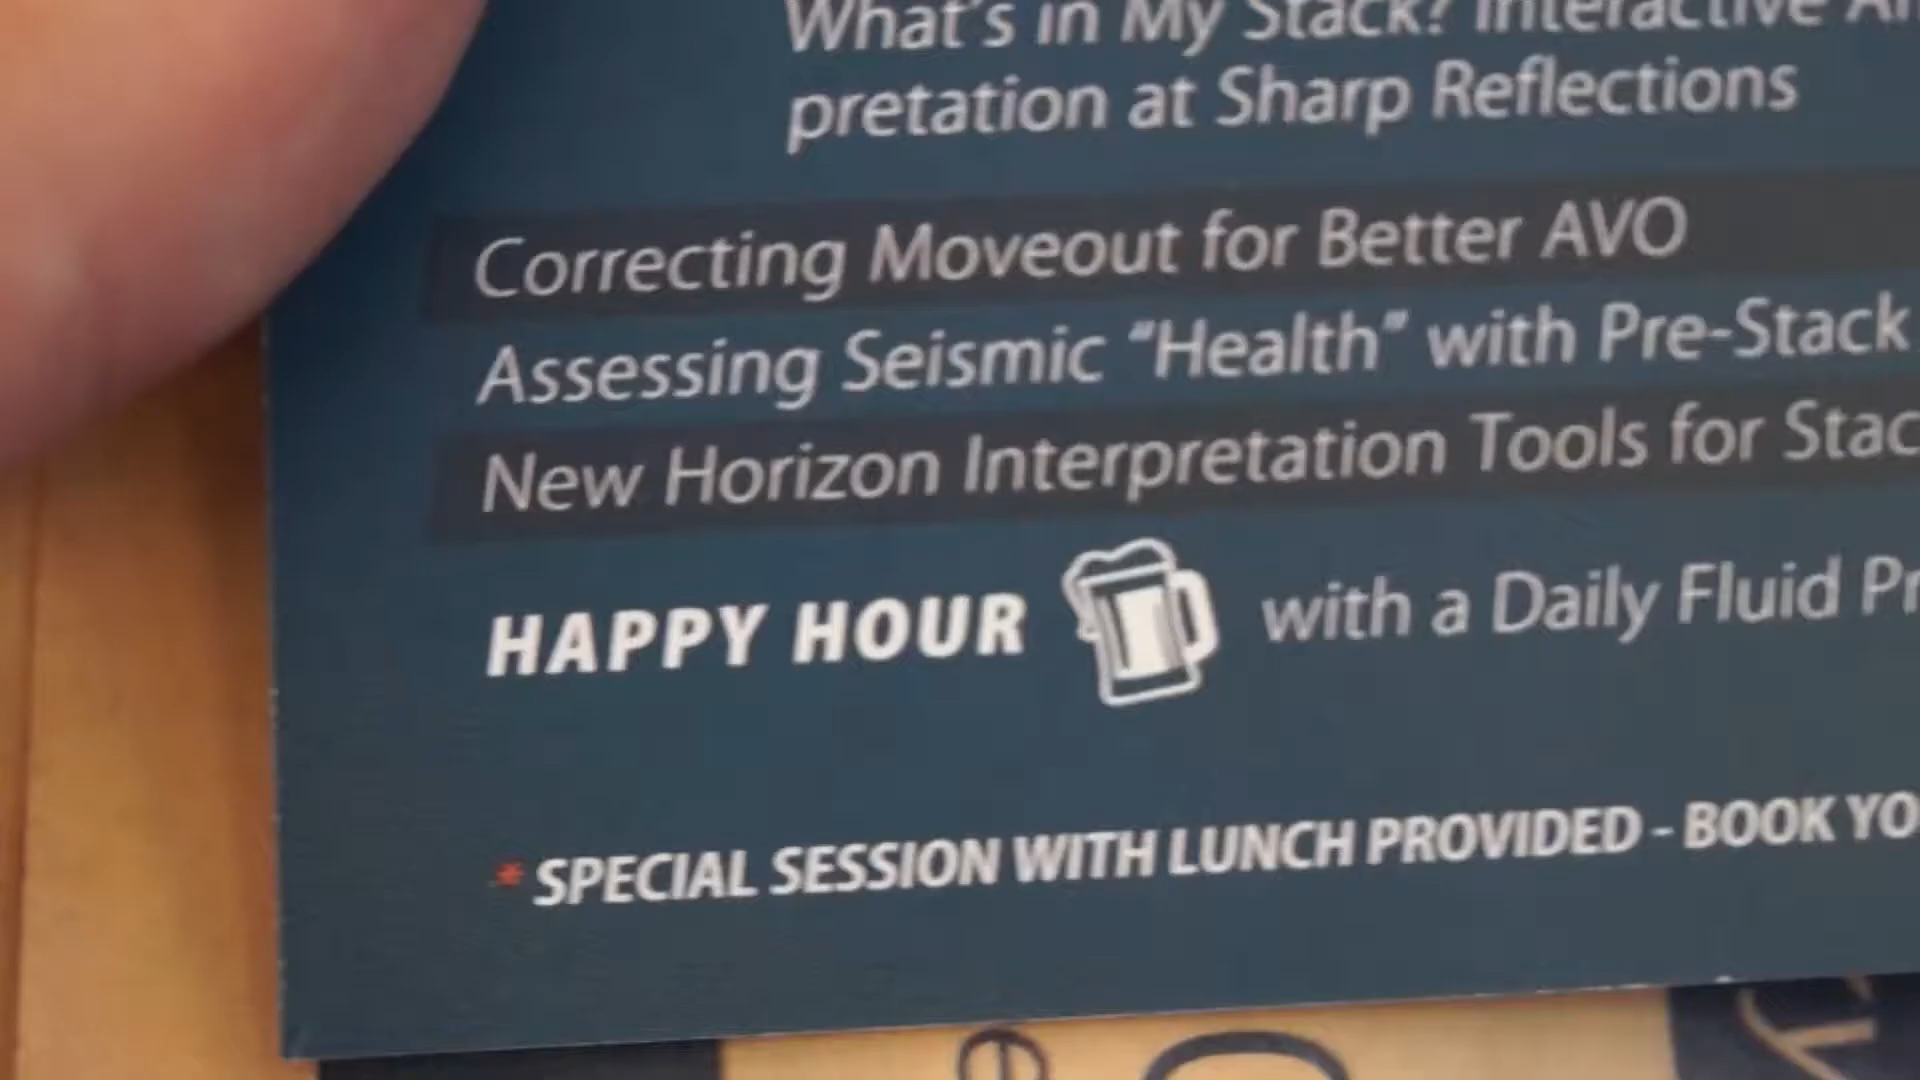 What's in My Stack? Interactive
pretation at Sharp Reflections
Correcting Moveout for Better AVO
Assessing Seismic "Health" with Pre-Stack
New Horizon Interpretation Tools for
HAPPY HOUR with a Daily Fluid
* SPECIAL SESSION WITH LUNCH PROVIDED - BOOK